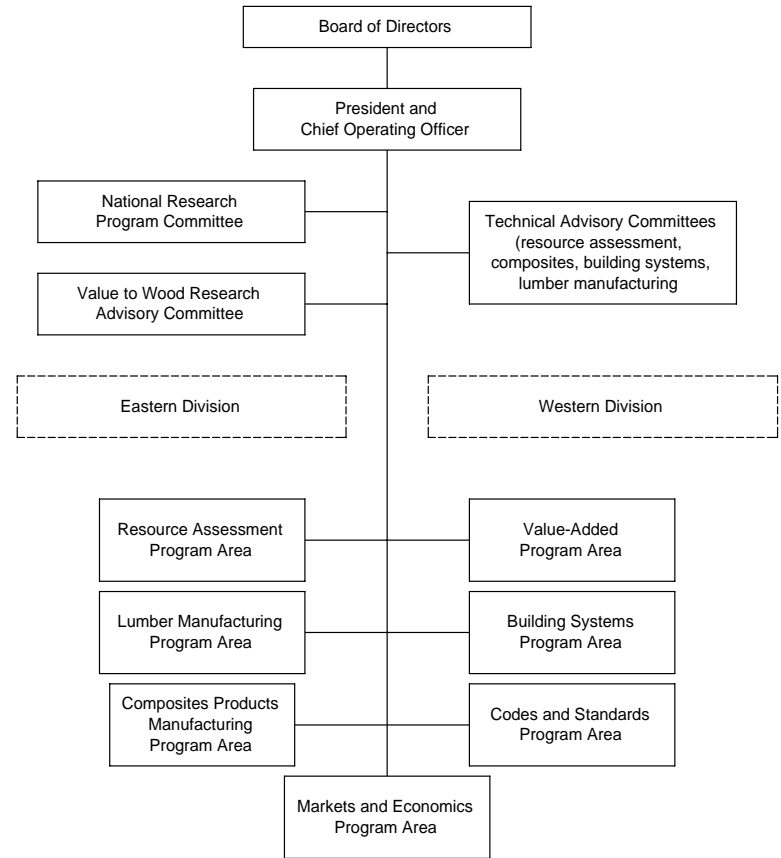 Board of Directors
President and
Chief Operating Officer
National Research
Program Committee
Technical Advisory Committees
(resource assessment,
composites, building systems,
lumber manufacturing
Value to Wood Research
Advisory Committee
Eastern Division
Western Division
Resource Assessment
Program Area
Value-Added
Program Area
Lumber Manufacturing
Program Area
Building Systems
Program Area
Composites Products
Manufacturing
Program Area
Codes and Standards
Program Area
Markets and Economics
Program Area